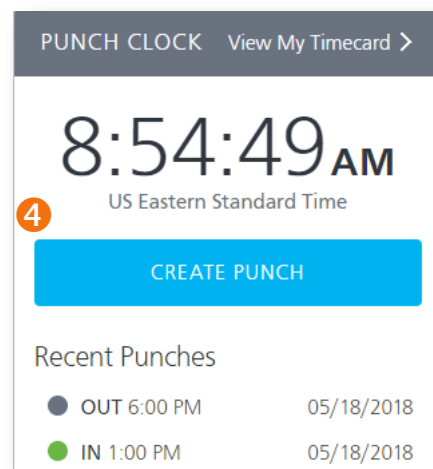 PUNCH CLOCK View My Timecard >
8:54:49 AM
US Eastern Standard Time
4
CREATE PUNCH
Recent Punches
OUT 6:00 PM 05/18/2018
IN 1:00 PM 05/18/2018